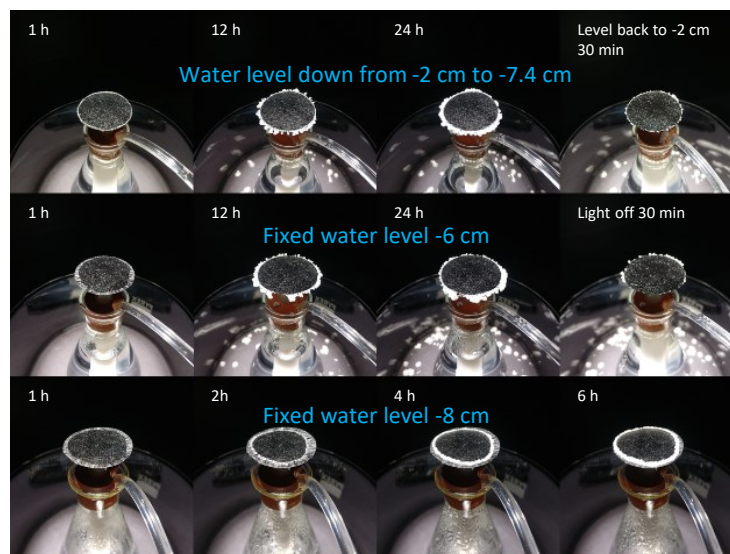 1 h
12 h
24 h
Level back to -2 cm
30 min
Water level down from -2 cm to -7.4 cm
1 h
12 h
24 h
Light off 30 min
Fixed water level -6 cm
1 h
2h
4 h
6 h
Fixed water level -8 cm